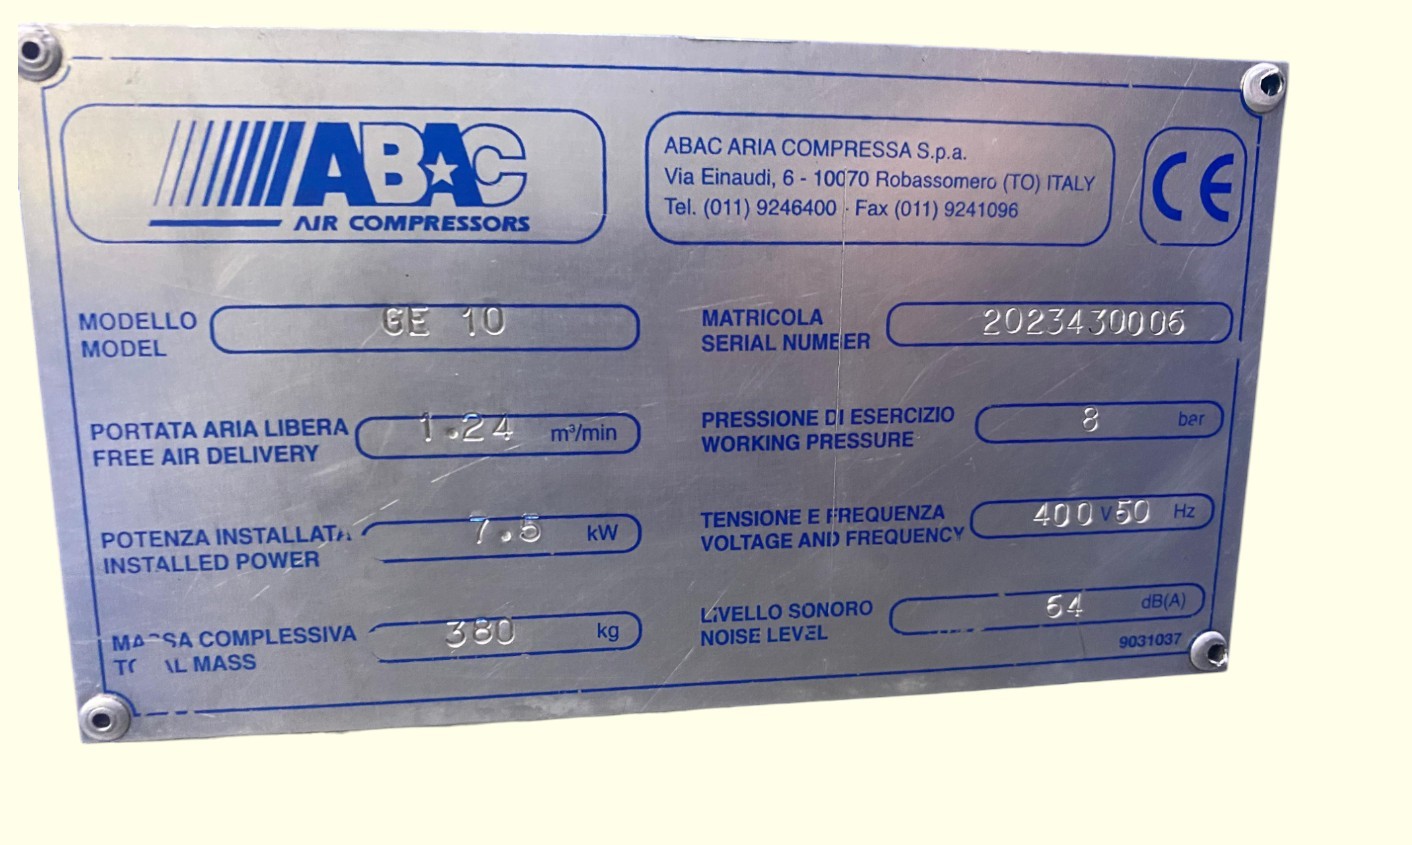 ABAC
AIR COMPRESSORS
ABAC ARIA COMPRESSA S.p.a.
Via Einaudi, 6 - 10070 Robassomero (TO) ITALY
Tel. (011) 9246400 - Fax (011) 9241096
CE
MODELLO
MODEL
GE 10
MATRICOLA
SERIAL NUMBER
2023430006
PORTATA ARIA LIBERA
FREE AIR DELIVERY
1.24 m³/min
PRESSIONE DI ESERCIZIO
WORKING PRESSURE
8 bar
POTENZA INSTALLATA
INSTALLED POWER
7.5 kW
TENSIONE E FREQUENZA
VOLTAGE AND FREQUENCY
400 V 50 Hz
MASSA COMPLESSIVA
TOTAL MASS
380 kg
LIVELLO SONORO
NOISE LEVEL
64 dB(A)
9031037